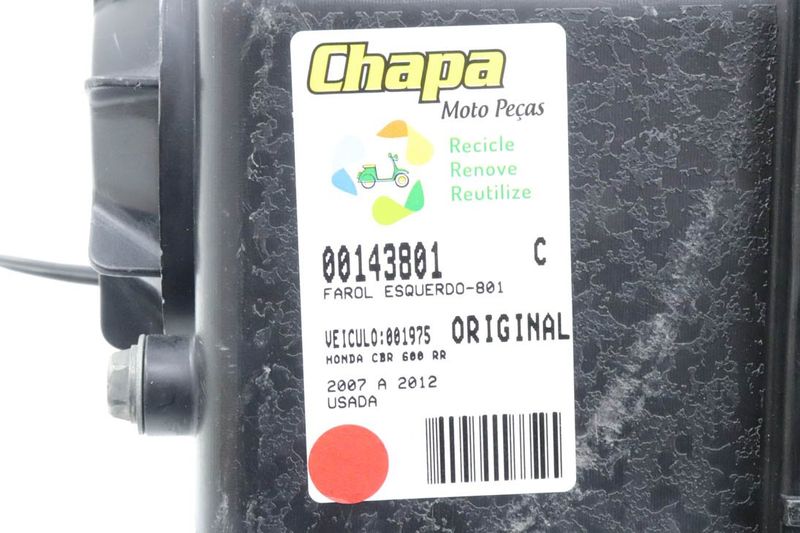 Chapa
Moto Peças
Recicle
Renove
Reutilize
00143801 C
FAROL ESQUERDO-801
VEICULO:001975 ORIGINAL
HONDA CBR 600 RR
2007 A 2012
USADA